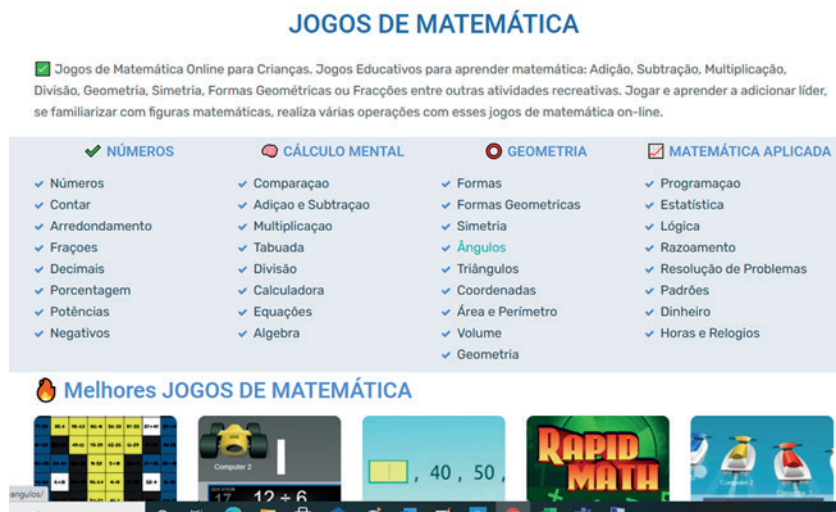 JOGOS DE MATEMÁTICA
Jogos de Matemática Online para Crianças. Jogos Educativos para aprender matemática: Adição, Subtração, Multiplicação,
Divisão, Geometria, Simetria, Formas Geométricas ou Fracções entre outras atividades recreativas. Jogar e aprender a adicionar líder,
se familiarizar com figuras matemáticas, realiza várias operações com esses jogos de matemática on-line.
NÚMEROS
Números
Contar
Arredondamento
Fraçoes
Decimais
Porcentagem
Potências
Negativos
CÁLCULO MENTAL
Comparaçao
Adiçao e Subtraçao
Multiplicaçao
Tabuada
Divisão
Calculadora
Equações
Algebra
GEOMETRIA
Formas
Formas Geometricas
Simetria
Ângulos
Triângulos
Coordenadas
Área e Perímetro
Volume
Geometria
MATEMÁTICA APLICADA
Programaçao
Estatística
Lógica
Razoamento
Resolução de Problemas
Padrões
Dinheiro
Horas e Relogios
Melhores JOGOS DE MATEMÁTICA
Computer 2
QUESTION
17 12 ÷ 6
, 40 , 50 ,
RAPID
MATH
Computer 2
angulos/